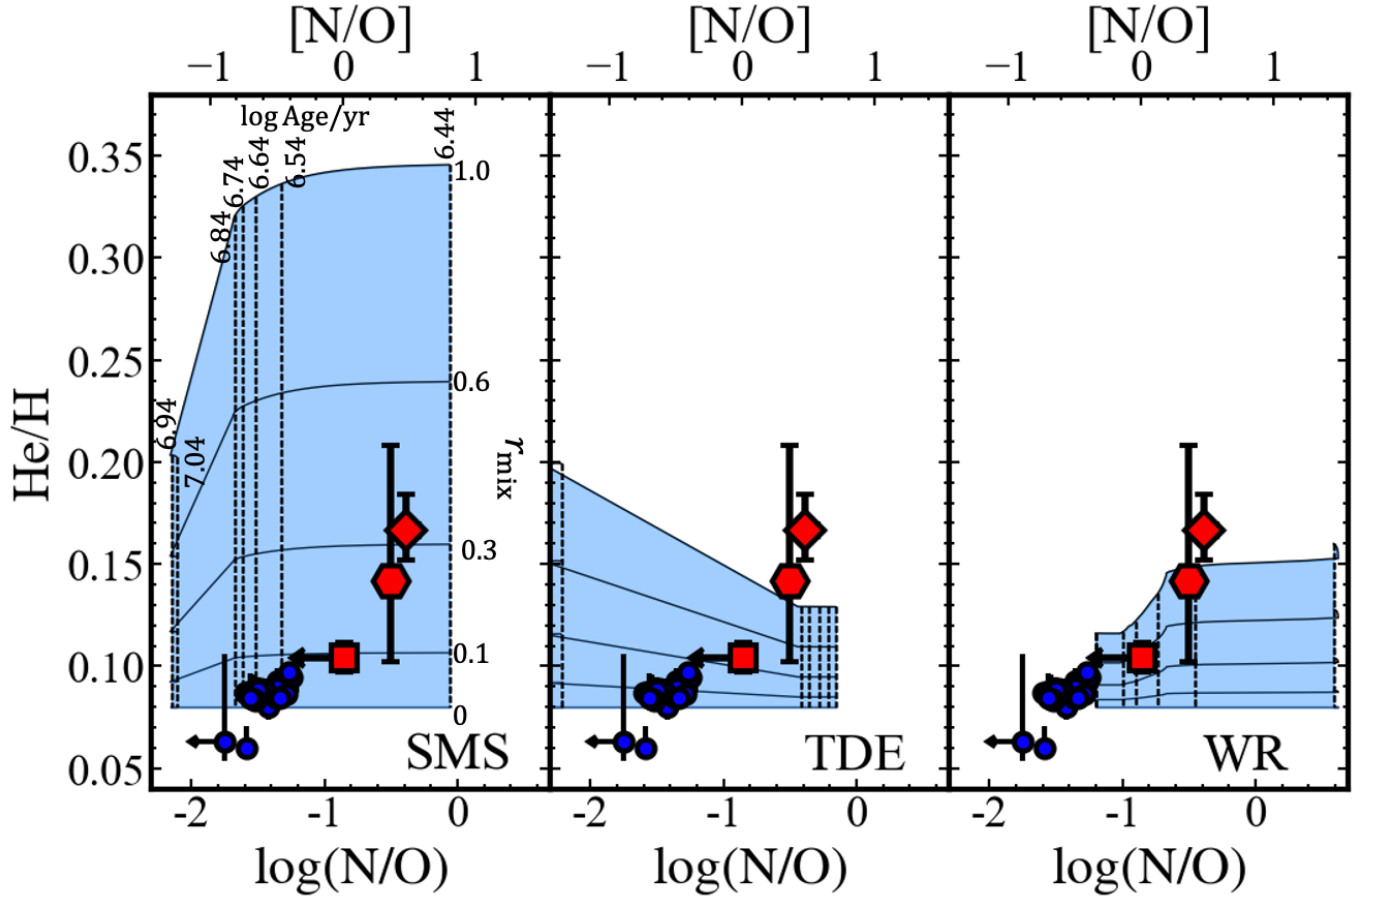 [N/O] [N/O] [N/O]
−1 0 1 −1 0 1 −1 0 1
log Age/yr
6.44
6.54
6.64
6.74
6.84
6.94
7.04
0.35
0.30
0.25
0.20
0.15
0.10
0.05
He/H
1.0
0.6
0.3
0.1
0
r_mix
SMS TDE WR
-2 -1 0 -2 -1 0 -2 -1 0
log(N/O) log(N/O) log(N/O)